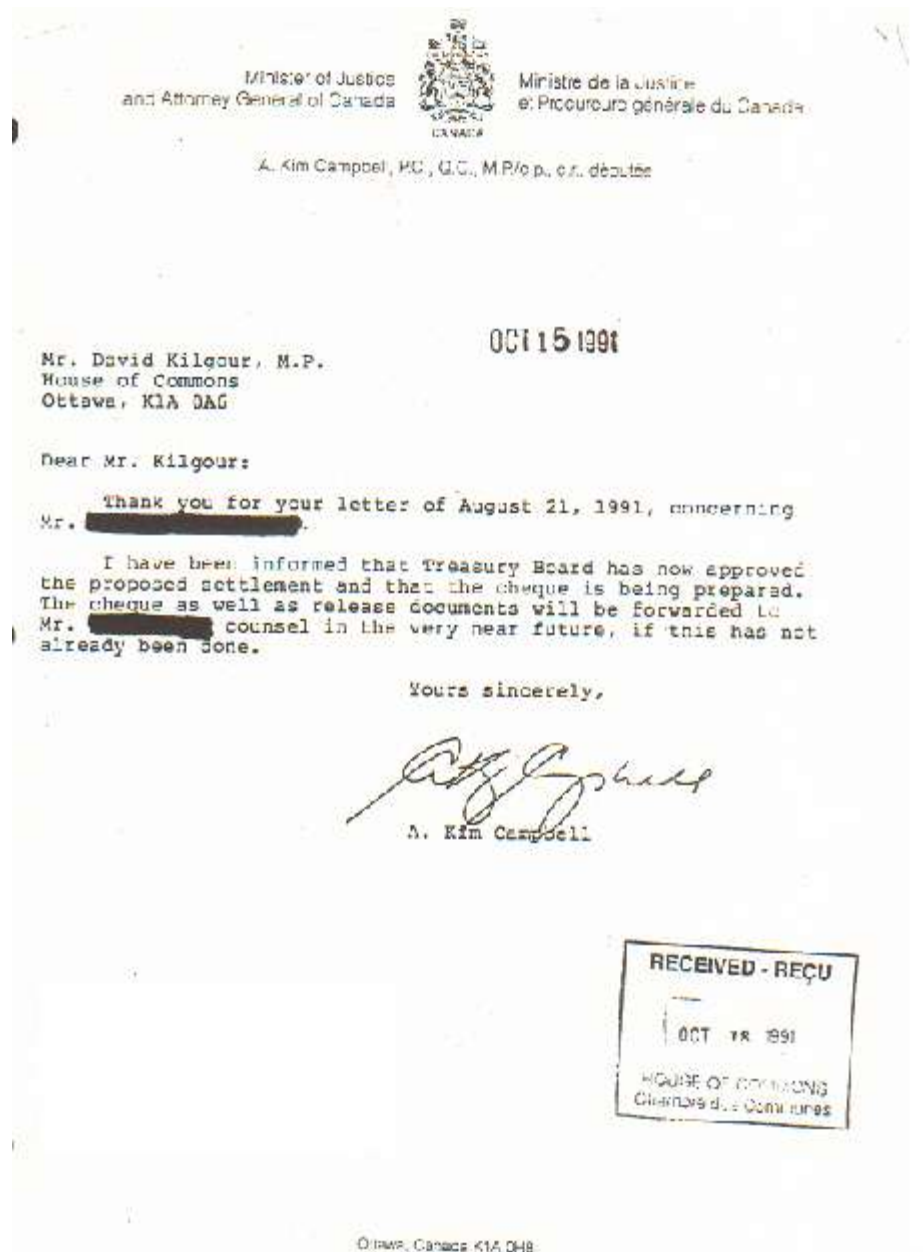 Minister of Justice
and Attorney General of Canada
CANADA
Ministre de la Justice
et Procureure générale du Canada
A. Kim Campbell, P.C., Q.C., M.P./c.p., c.r., députée
OCT 15 1991
Mr. David Kilgour, M.P.
House of Commons
Ottawa, K1A 0A6
Dear Mr. Kilgour:
Thank you for your letter of August 21, 1991, concerning
Mr.
I have been informed that Treasury Board has now approved
the proposed settlement and that the cheque is being prepared.
The cheque as well as release documents will be forwarded to
Mr. counsel in the very near future, if this has not
already been done.
Yours sincerely,
A. Kim Campbell
RECEIVED - REÇU
OCT 18 1991
HOUSE OF COMMONS
Chambre des Communes
Ottawa, Canada K1A 0H8